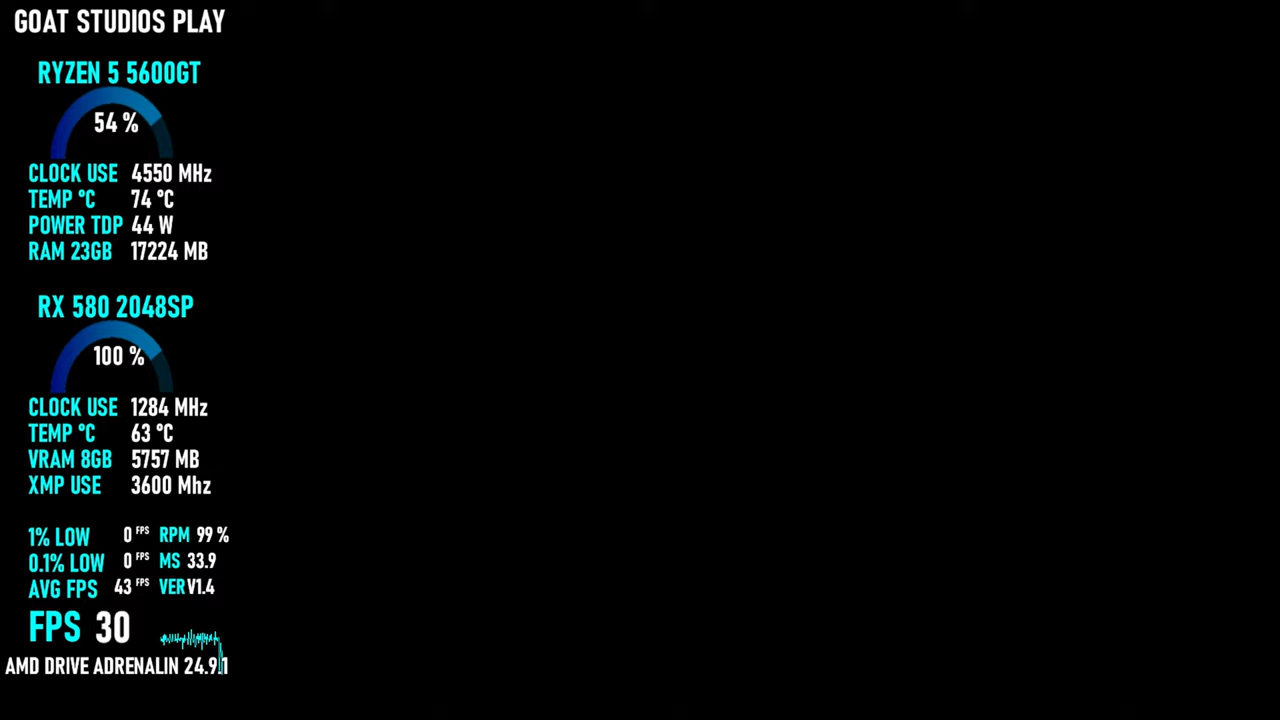 GOAT STUDIOS PLAY
RYZEN 5 5600GT
54 %
CLOCK USE 4550 MHz
TEMP °C 74 °C
POWER TDP 44 W
RAM 23GB 17224 MB
RX 580 2048SP
100 %
CLOCK USE 1284 MHz
TEMP °C 63 °C
VRAM 8GB 5757 MB
XMP USE 3600 Mhz
1% LOW 0 FPS RPM 99 %
0.1% LOW 0 FPS MS 33.9
AVG FPS 43 FPS VER V1.4
FPS 30
AMD DRIVE ADRENALIN 24.9.1